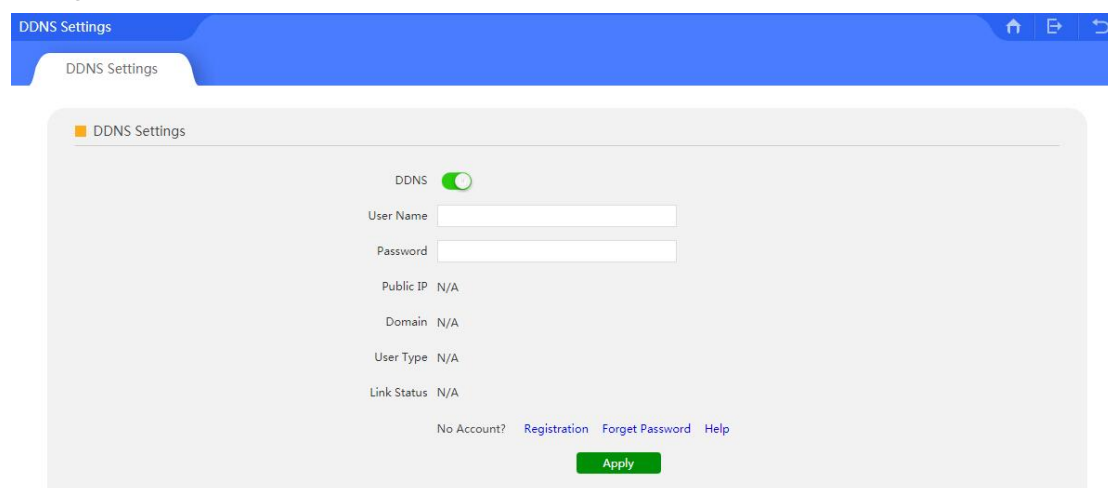 DDNS Settings
DDNS Settings
DDNS Settings
DDNS
User Name
Password
Public IP N/A
Domain N/A
User Type N/A
Link Status N/A
No Account? Registration Forget Password Help
Apply